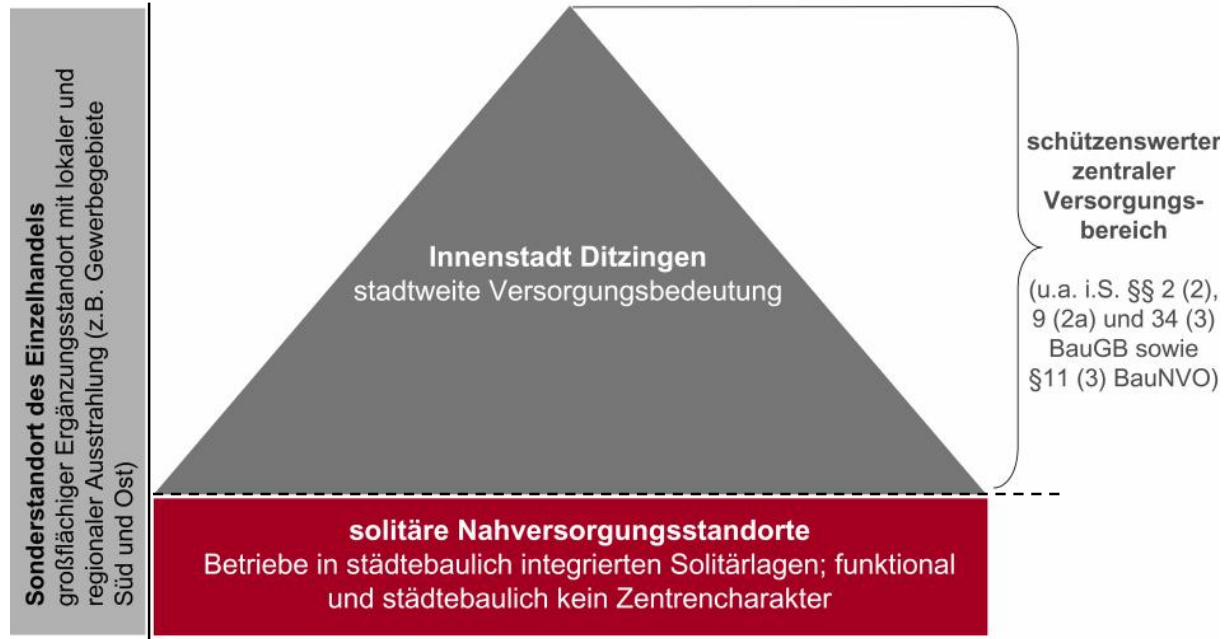 Sonderstandort des Einzelhandels
großflächiger Ergänzungsstandort mit lokaler und
regionaler Ausstrahlung (z.B. Gewerbegebiete
Süd und Ost)
Innenstadt Ditzingen
stadtweite Versorgungsbedeutung
schützenswerter
zentraler
Versorgungs-
bereich
(u.a. i.S. §§ 2 (2),
9 (2a) und 34 (3)
BauGB sowie
§11 (3) BauNVO)
solitäre Nahversorgungsstandorte
Betriebe in städtebaulich integrierten Solitärlagen; funktional
und städtebaulich kein Zentrencharakter